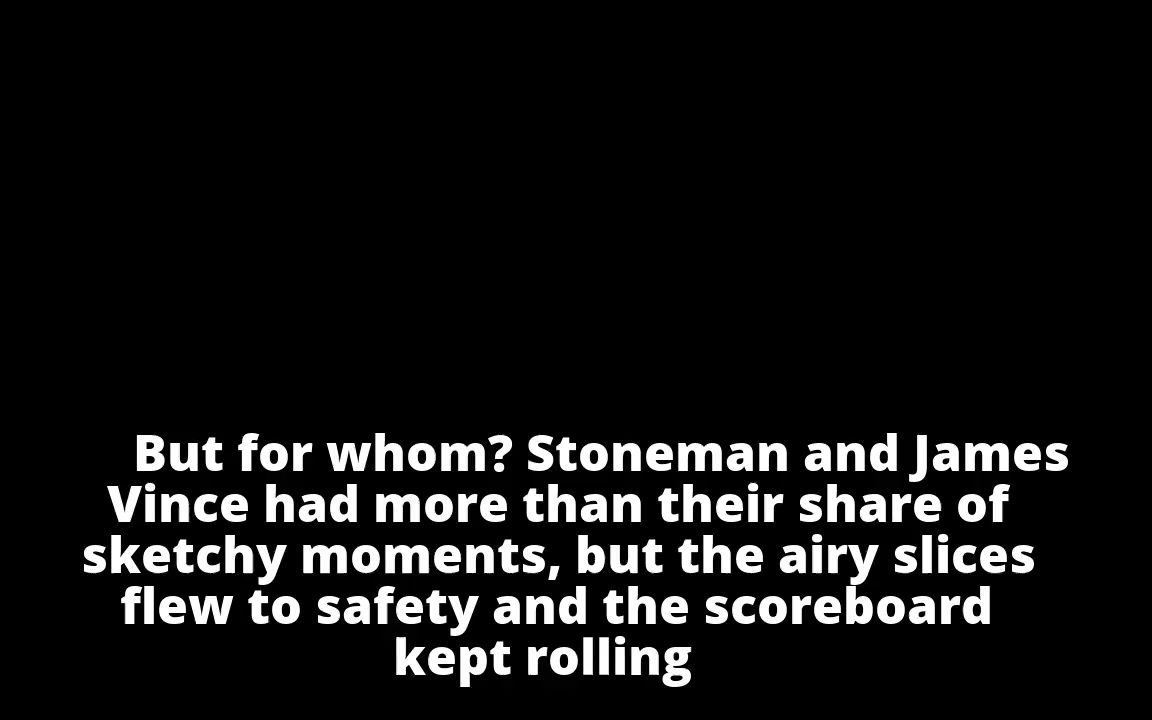 But for whom? Stoneman and James
Vince had more than their share of
sketchy moments, but the airy slices
flew to safety and the scoreboard
kept rolling